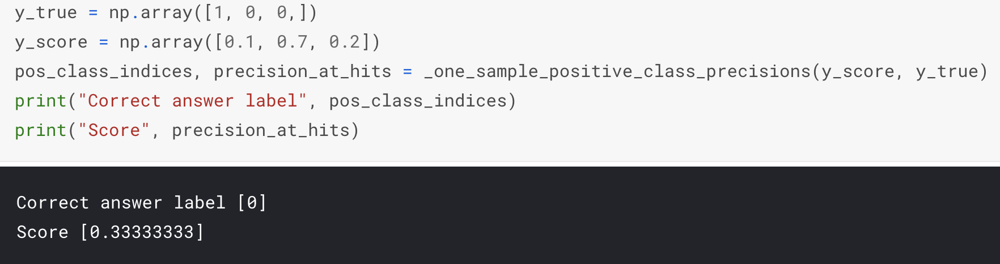 y_true = np.array([1, 0, 0,])
y_score = np.array([0.1, 0.7, 0.2])
pos_class_indices, precision_at_hits = _one_sample_positive_class_precisions(y_score, y_true)
print("Correct answer label", pos_class_indices)
print("Score", precision_at_hits)
Correct answer label [0]
Score [0.33333333]